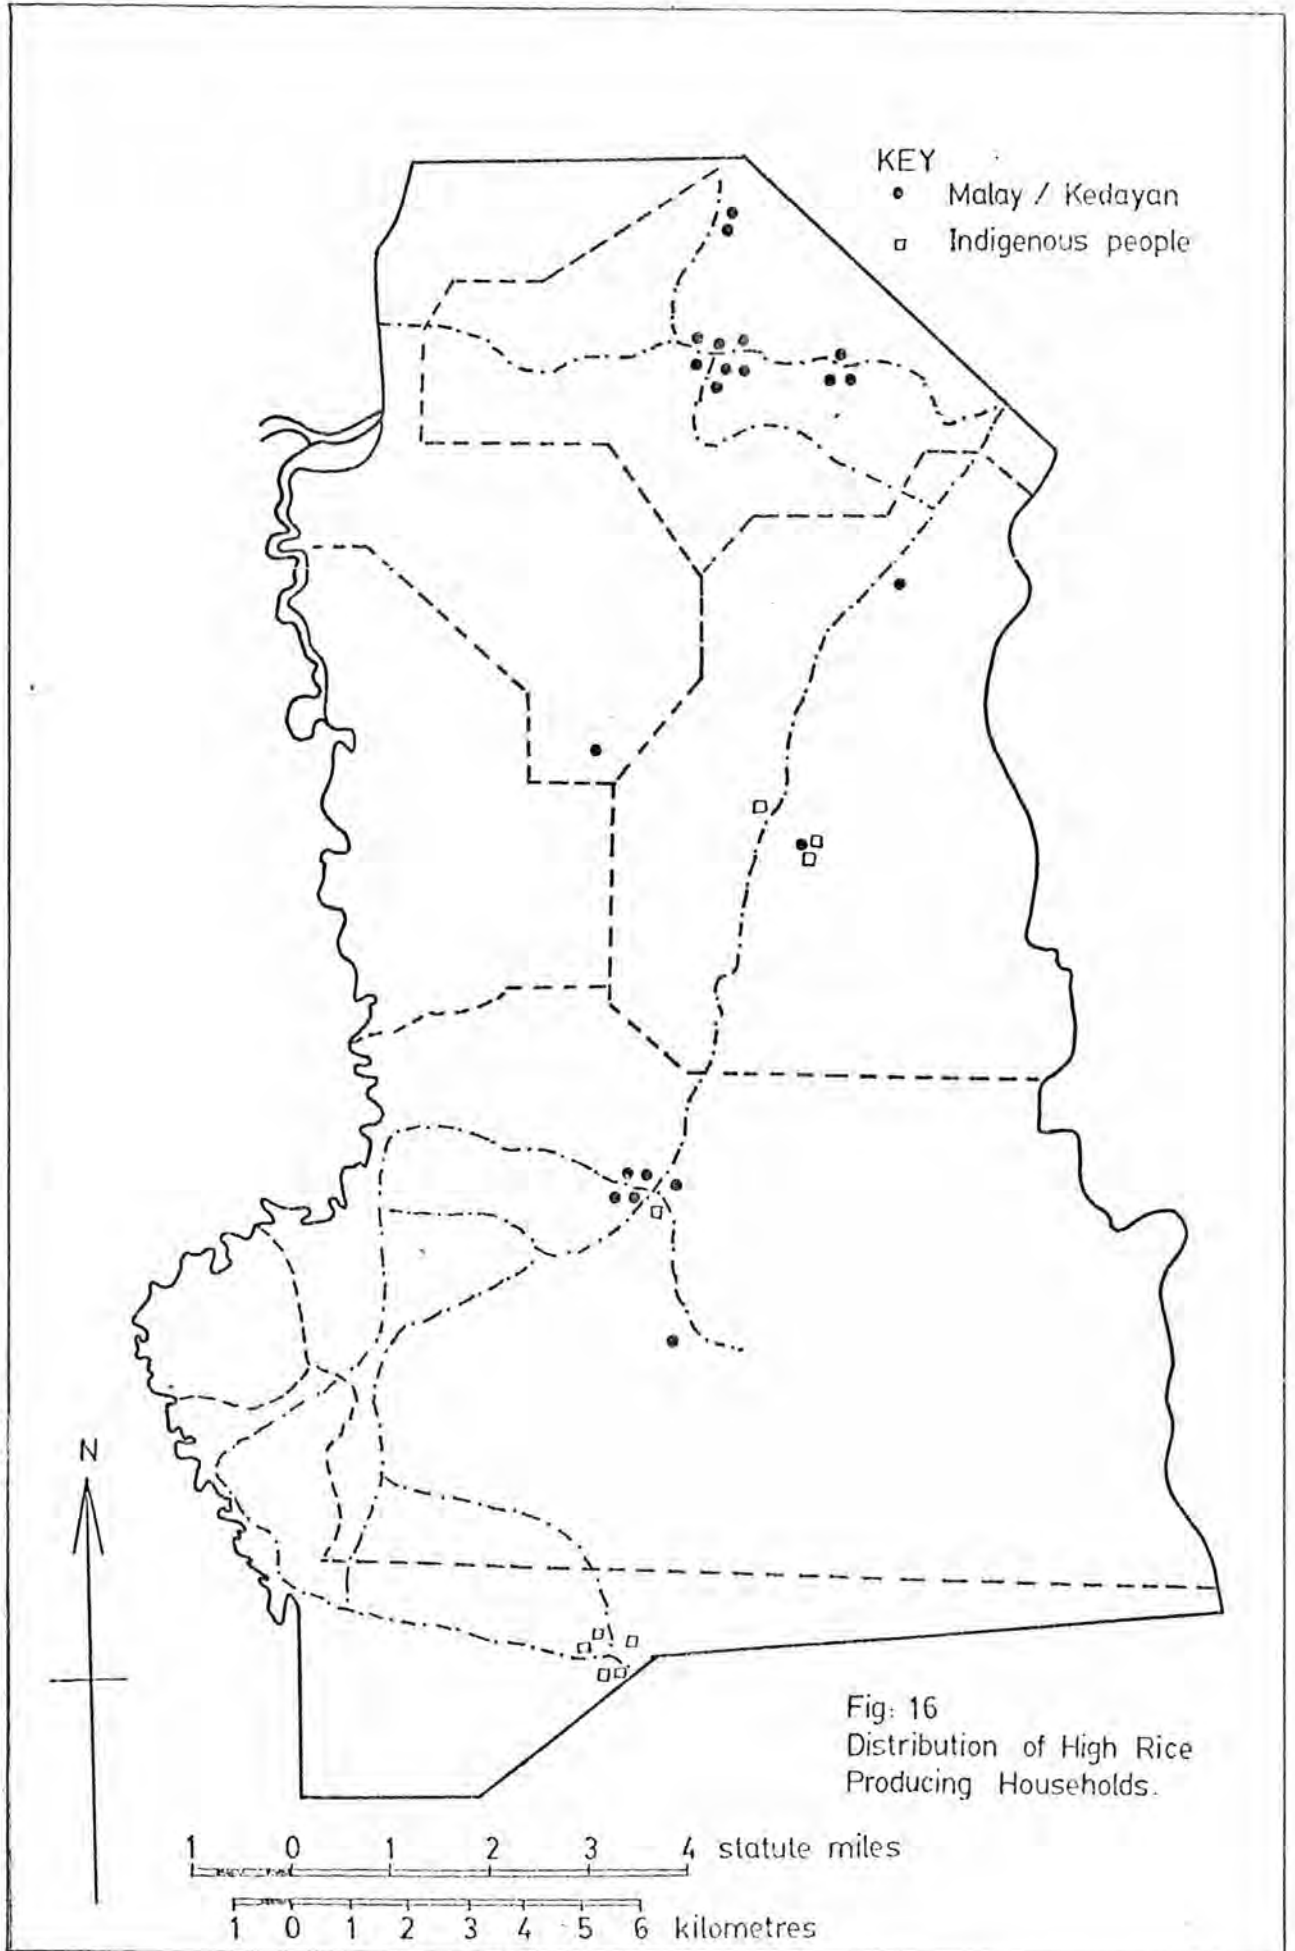 KEY
Malay / Kedayan
Indigenous people
N
Fig: 16
Distribution of High Rice
Producing Households.
1 0 1 2 3 4 statute miles
1 0 1 2 3 4 5 6 kilometres